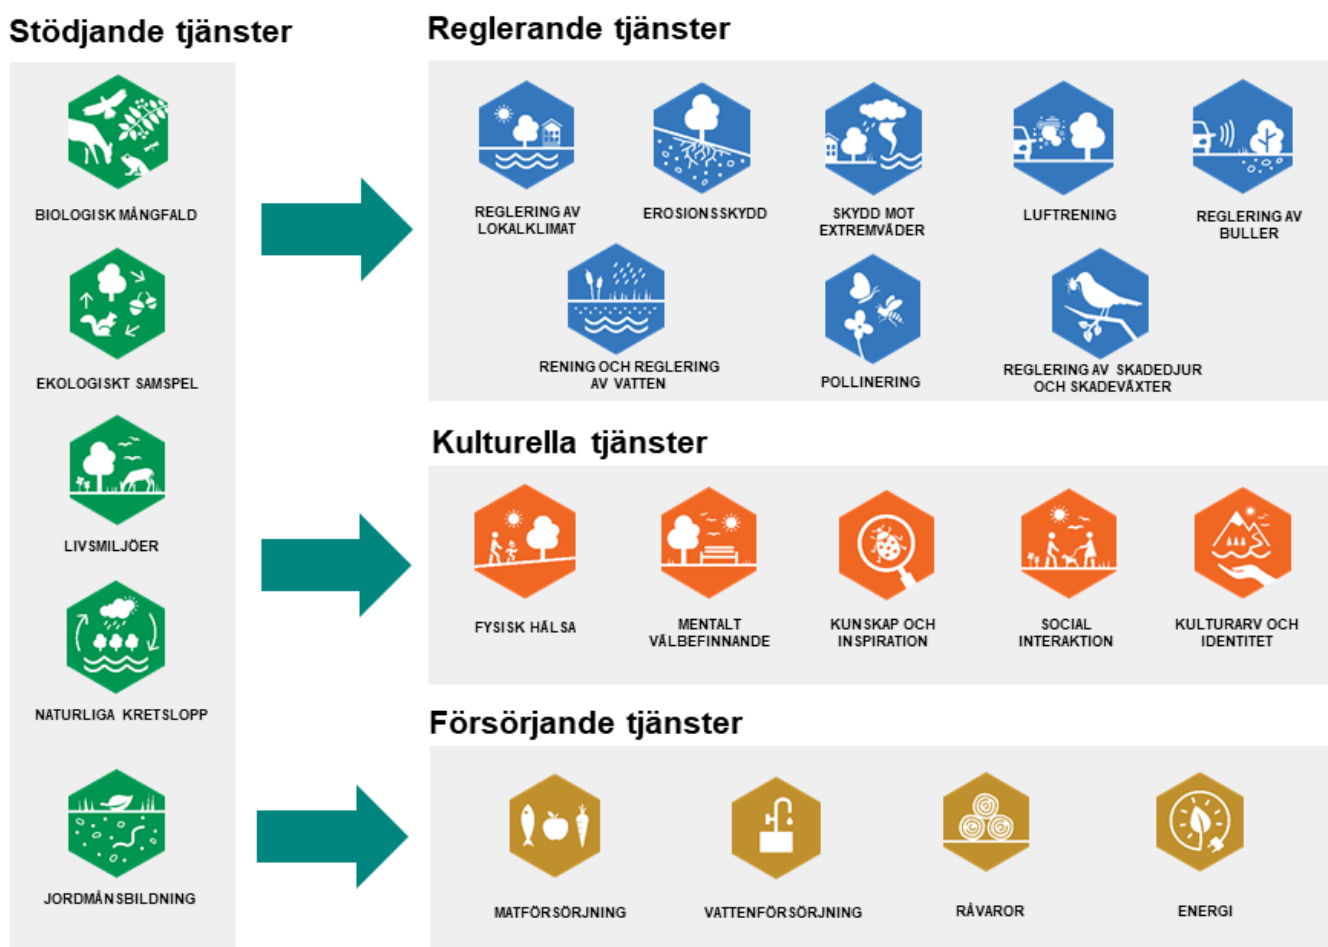 Stödjande tjänster
BIOLOGISK MÅNGFALD
EKOLOGISKT SAMSPEL
LIVSMILJÖER
NATURLIGA KRETSLOPP
JORDMÅNSBILDNING
Reglerande tjänster
REGLERING AV
LOKALKLIMAT
EROSIONSSKYDD
SKYDD MOT
EXTREMVÄDER
LUFTRENING
REGLERING AV
BULLER
RENING OCH REGLERING
AV VATTEN
POLLINERING
REGLERING AV SKADEDJUR
OCH SKADEVÄXTER
Kulturella tjänster
FYSISK HÄLSA
MENTALT
VÄLBEFINNANDE
KUNSKAP OCH
INSPIRATION
SOCIAL
INTERAKTION
KULTURARV OCH
IDENTITET
Försörjande tjänster
MATFÖRSÖRJNING
VATTENFÖRSÖRJNING
RÅVAROR
ENERGI